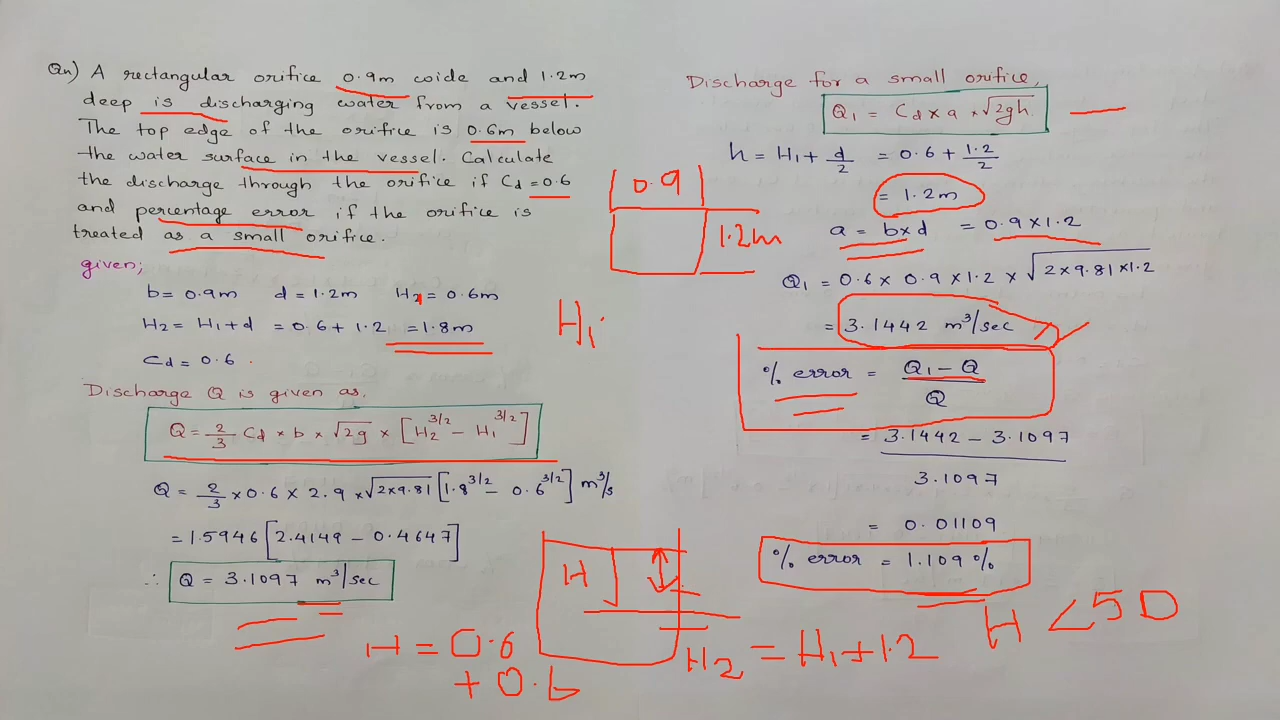 Qn) A rectangular orifice 0.9m wide and 1.2m
deep is discharging water from a vessel.
The top edge of the orifice is 0.6m below
the water surface in the vessel. Calculate
the discharge through the orifice if Cd = 0.6
and percentage error if the orifice is
treated as a small orifice.
given;
b = 0.9m d = 1.2m H1 = 0.6m
H2 = H1 + d = 0.6 + 1.2 = 1.8m
Cd = 0.6
Discharge Q is given as,
Q = 2/3 Cd × b × √2g × [H2^3/2 − H1^3/2]
Q = 2/3 × 0.6 × 2.9 × √2×9.81 [1.8^3/2 − 0.6^3/2] m³/s
= 1.5946 [2.4149 − 0.4647]
∴ Q = 3.1097 m³/sec
H = 0.6
+ 0.6
H1
0.9
1.2m
H
H2 = H1 + 1.2
Discharge for a small orifice,
Q1 = Cd × a × √2gh
h = H1 + d/2 = 0.6 + 1.2/2
= 1.2m
a = b×d = 0.9 × 1.2
Q1 = 0.6 × 0.9 × 1.2 × √2×9.81×1.2
= 3.1442 m³/sec
% error = Q1 − Q / Q
= 3.1442 − 3.1097 / 3.1097
= 0.01109
% error = 1.109 %
H < 5D